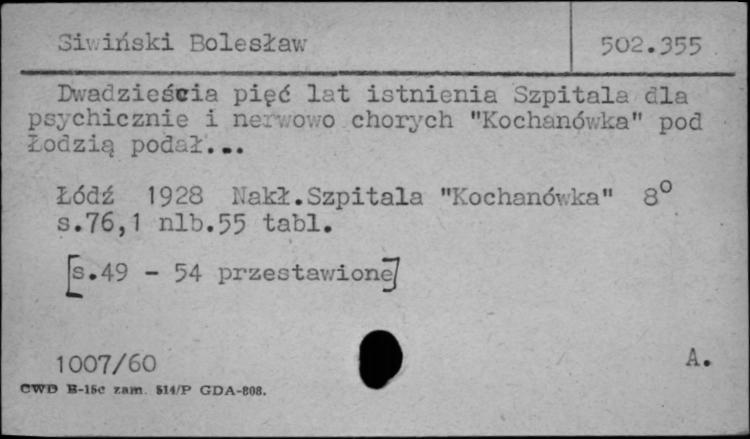 Siwiński Bolesław 502.355
Dwadzieścia pięć lat istnienia Szpitala dla
psychicznie i nerwowo chorych "Kochanówka" pod
Łodzią podał...
Łódź 1928 Nakł.Szpitala "Kochanówka" 8°
s.76,1 nlb.55 tabl.
[s.49 - 54 przestawione]
1007/60 A.
CWD B-15c zam. 514/P GDA-808.